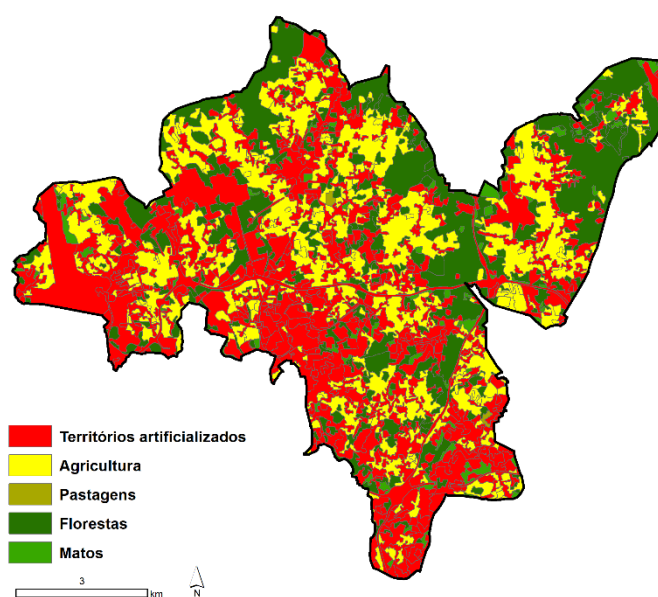 Territórios artificializados
Agricultura
Pastagens
Florestas
Matos
3
km
N